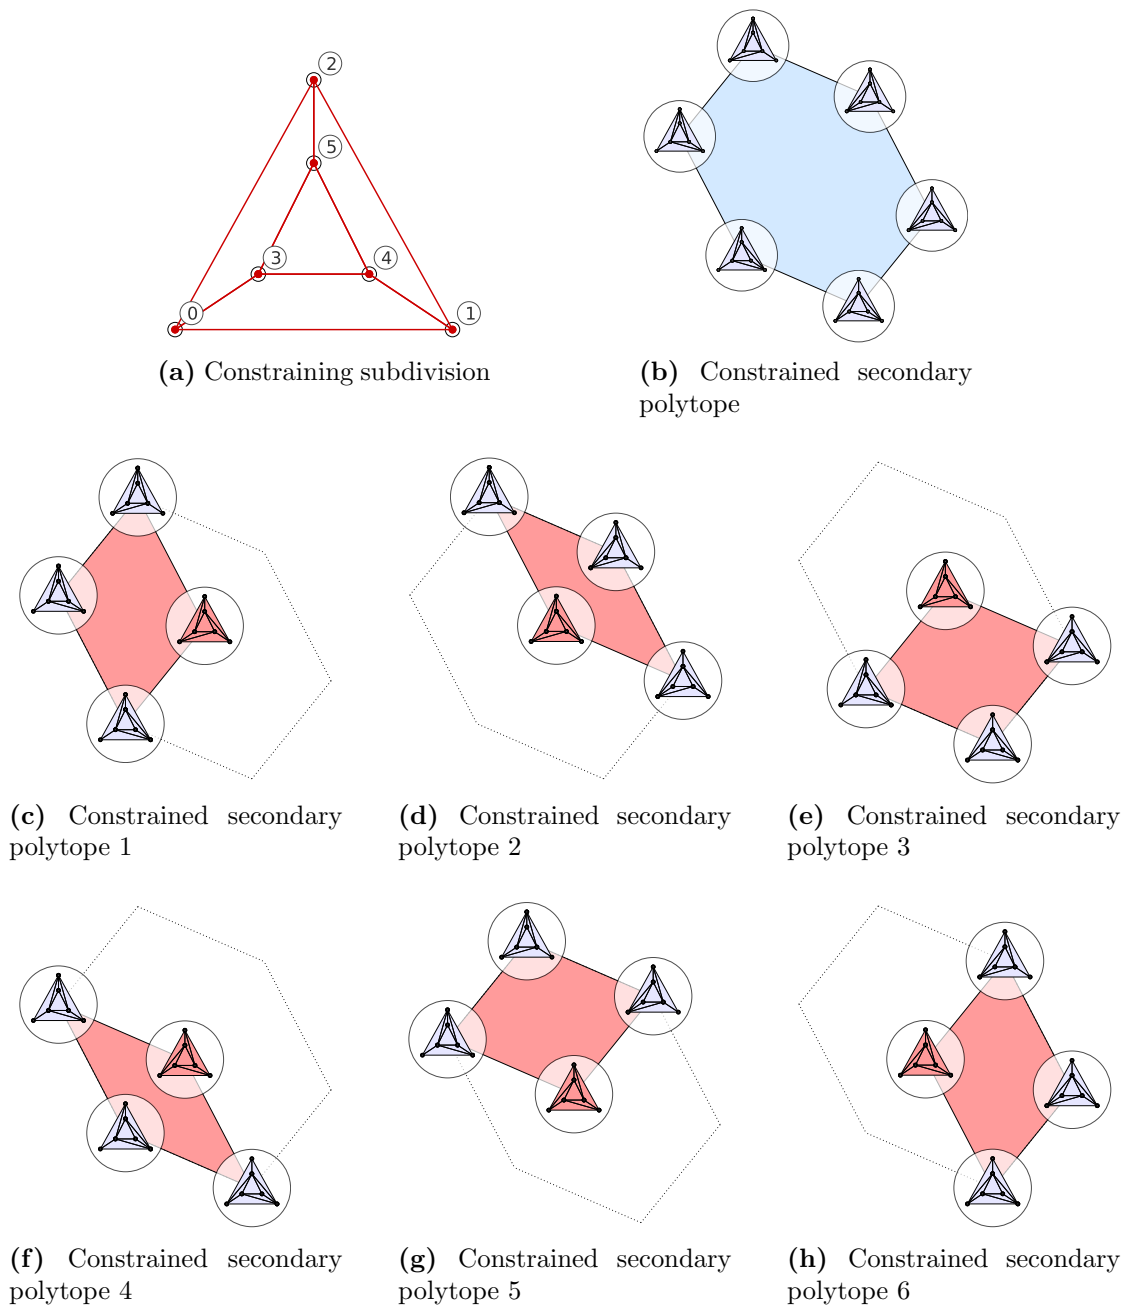 2
5
3
4
0
1
(a) Constraining subdivision
(b) Constrained secondary
polytope
(c) Constrained secondary
polytope 1
(d) Constrained secondary
polytope 2
(e) Constrained secondary
polytope 3
(f) Constrained secondary
polytope 4
(g) Constrained secondary
polytope 5
(h) Constrained secondary
polytope 6